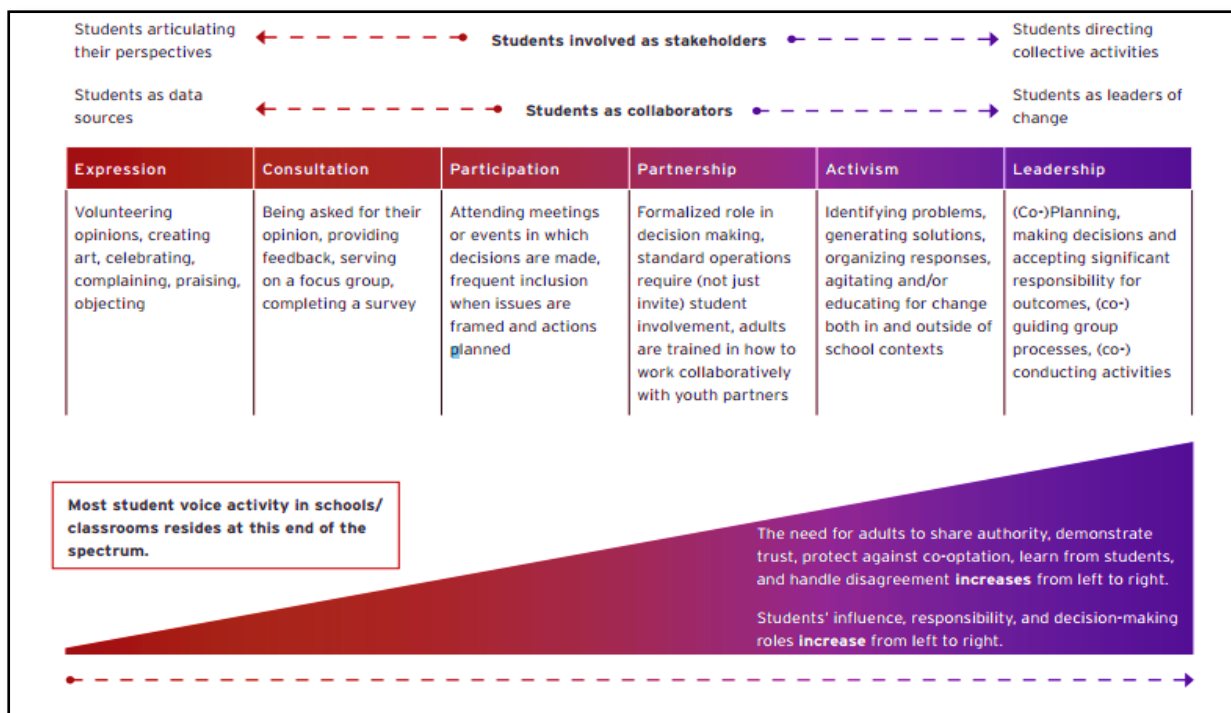 Students articulating
their perspectives
Students involved as stakeholders
Students directing
collective activities
Students as data
sources
Students as collaborators
Students as leaders of
change
Expression
Consultation
Participation
Partnership
Activism
Leadership
Volunteering
opinions, creating
art, celebrating,
complaining, praising,
objecting
Being asked for their
opinion, providing
feedback, serving
on a focus group,
completing a survey
Attending meetings
or events in which
decisions are made,
frequent inclusion
when issues are
framed and actions
planned
Formalized role in
decision making,
standard operations
require (not just
invite) student
involvement, adults
are trained in how to
work collaboratively
with youth partners
Identifying problems,
generating solutions,
organizing responses,
agitating and/or
educating for change
both in and outside of
school contexts
(Co-)Planning,
making decisions and
accepting significant
responsibility for
outcomes, (co-)
guiding group
processes, (co-)
conducting activities
Most student voice activity in schools/
classrooms resides at this end of the
spectrum.
The need for adults to share authority, demonstrate
trust, protect against co-optation, learn from students,
and handle disagreement increases from left to right.
Students' influence, responsibility, and decision-making
roles increase from left to right.